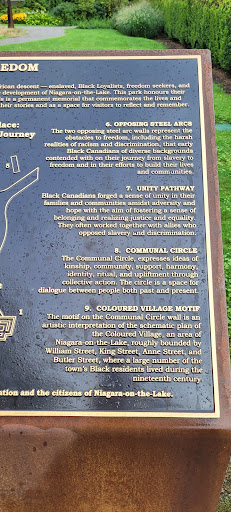 EEDOM
rican descent — enslaved, Black Loyalists, freedom seekers, and
development of Niagara-on-the-Lake. This park honours their
is a permanent memorial that commemorates the lives and
their stories and as a space for visitors to reflect and remember.
lace:
Journey
8
1
6. OPPOSING STEEL ARCS
The two opposing steel arc walls represent the
obstacles to freedom, including the harsh
realities of racism and discrimination, that early
Black Canadians of diverse backgrounds
contended with on their journey from slavery to
freedom and in their efforts to build their lives
and communities.
7. UNITY PATHWAY
Black Canadians forged a sense of unity in their
families and communities amidst adversity and
hope with the aim of fostering a sense of
belonging and realizing justice and equality.
They often worked together with allies who
opposed slavery and discrimination.
8. COMMUNAL CIRCLE
The Communal Circle, expresses ideas of
kinship, community, support, harmony,
identity, ritual, and upliftment through
collective action. The circle is a space for
dialogue between people both past and present.
9. COLOURED VILLAGE MOTIF
The motif on the Communal Circle wall is an
artistic interpretation of the schematic plan of
the Coloured Village, an area of
Niagara-on-the-Lake, roughly bounded by
William Street, King Street, Anne Street, and
Butler Street, where a large number of the
town's Black residents lived during the
nineteenth century
ation and the citizens of Niagara-on-the-Lake.